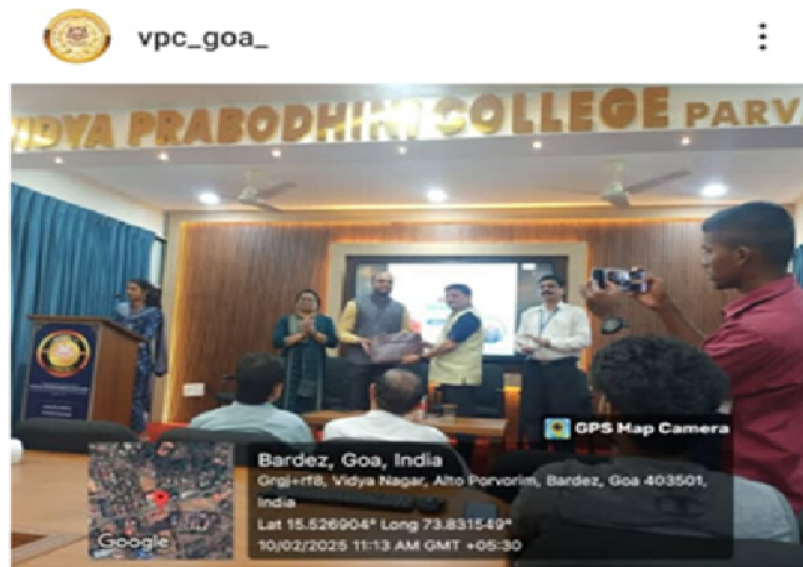 vpc_goa_
VIDYA PRABODHINI COLLEGE PARV
GPS Map Camera
Bardez, Goa, India
Grgj+rf8, Vidya Nagar, Alto Porvorim, Bardez, Goa 403501,
India
Lat 15.526904° Long 73.831549°
10/02/2025 11:13 AM GMT +05:30
Google